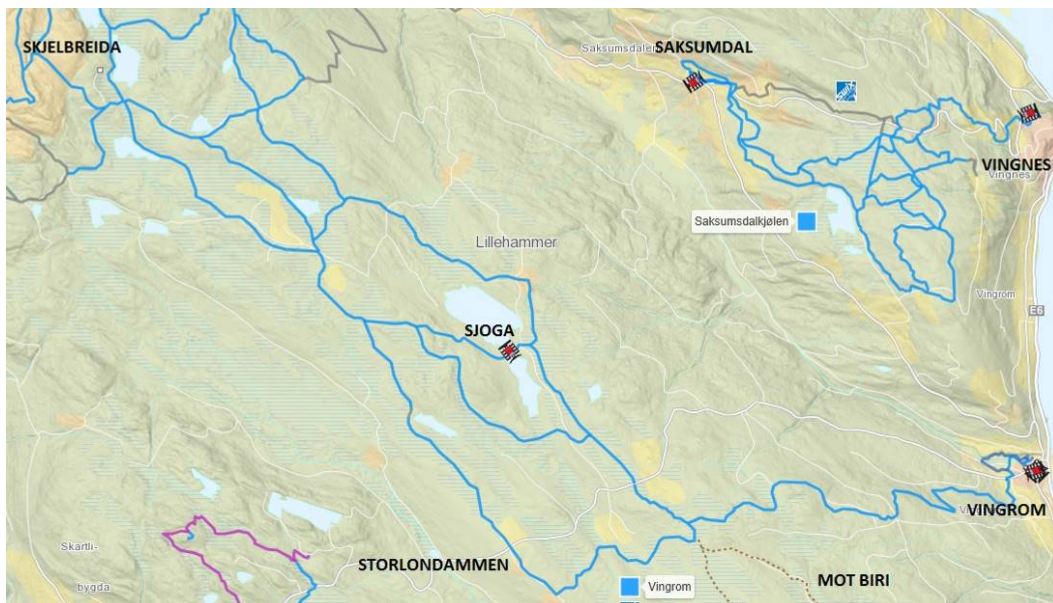 SKJELBREIDA
SAKSUMDAL
Saksumsdalen
VINGNES
Vingnes
Saksumsdalkjølen
Lillehammer
Vingrom
E6
SJOGA
VINGROM
Skartli-
bygda
STORLONDAMMEN
MOT BIRI
Vingrom